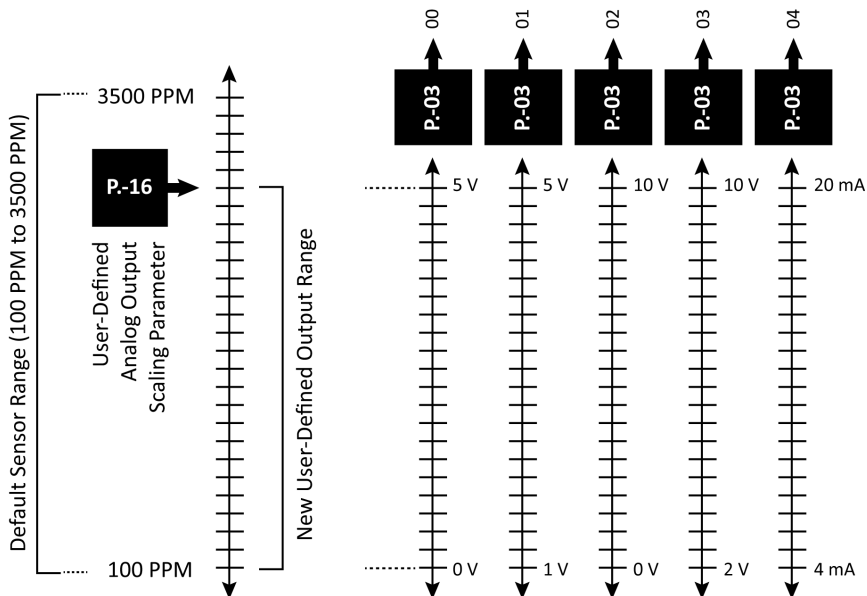 Default Sensor Range (100 PPM to 3500 PPM)
3500 PPM
P.-16
User-Defined
Analog Output
Scaling Parameter
100 PPM
New User-Defined Output Range
00
01
02
03
04
P.-03
P.-03
P.-03
P.-03
P.-03
5 V
5 V
10 V
10 V
20 mA
0 V
1 V
0 V
2 V
4 mA